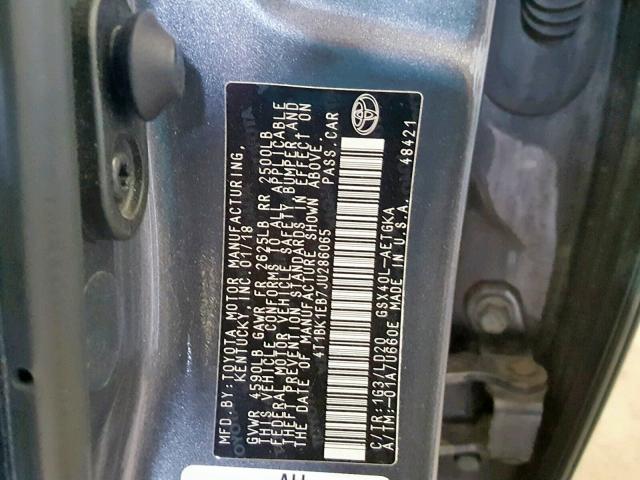 MFD.BY: TOYOTA MOTOR MANUFACTURING,
KENTUCKY, INC. 01/18
GVWR 4590LB GAWR FR 2625LB RR 2500LB
THIS VEHICLE CONFORMS TO ALL APPLICABLE
FEDERAL MOTOR VEHICLE SAFETY, BUMPER AND
THEFT PREVENTION STANDARDS IN EFFECT ON
THE DATE OF MANUFACTURE SHOWN ABOVE.
4T1BK1EB7JU286065 PASS. CAR
C/TR: 1G3/LD20 GSX40L-AETGKA
A/TM:-01A/U660E MADE IN U.S.A.
48421
ALL